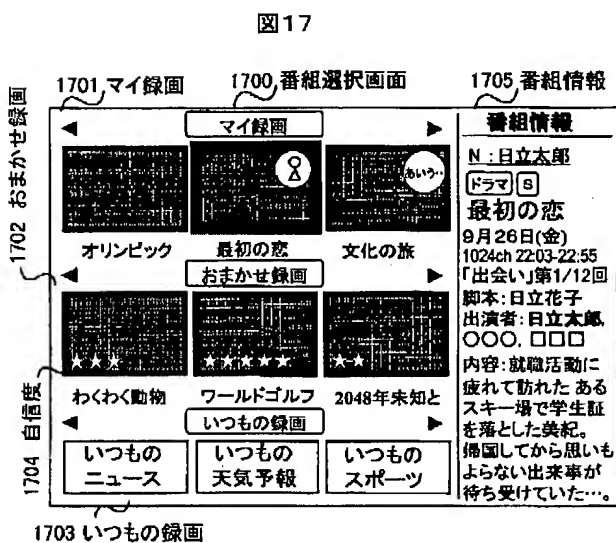 図17
1701 マイ録画
1700 番組選択画面
1705 番組情報
1702 おまかせ録画
1704 自信度
◀ マイ録画 ▶
あいう‥
オリンピック
最初の恋
文化の旅
◀ おまかせ録画 ▶
★★★
★★★★★
★★
わくわく動物
ワールドゴルフ
2048年未知と
◀ いつもの録画 ▶
いつもの
ニュース
いつもの
天気予報
いつもの
スポーツ
1703 いつもの録画
番組情報
N:日立太郎
ドラマ S
最初の恋
9月26日(金)
1024ch 22:03-22:55
「出会い」第1/12回
脚本:日立花子
出演者:日立太郎,
〇〇〇, □□□
内容:就職活動に
疲れて訪れた ある
スキー場で学生証
を落とした美紀。
帰国してから思いも
よらない出来事が
待ち受けていた…。